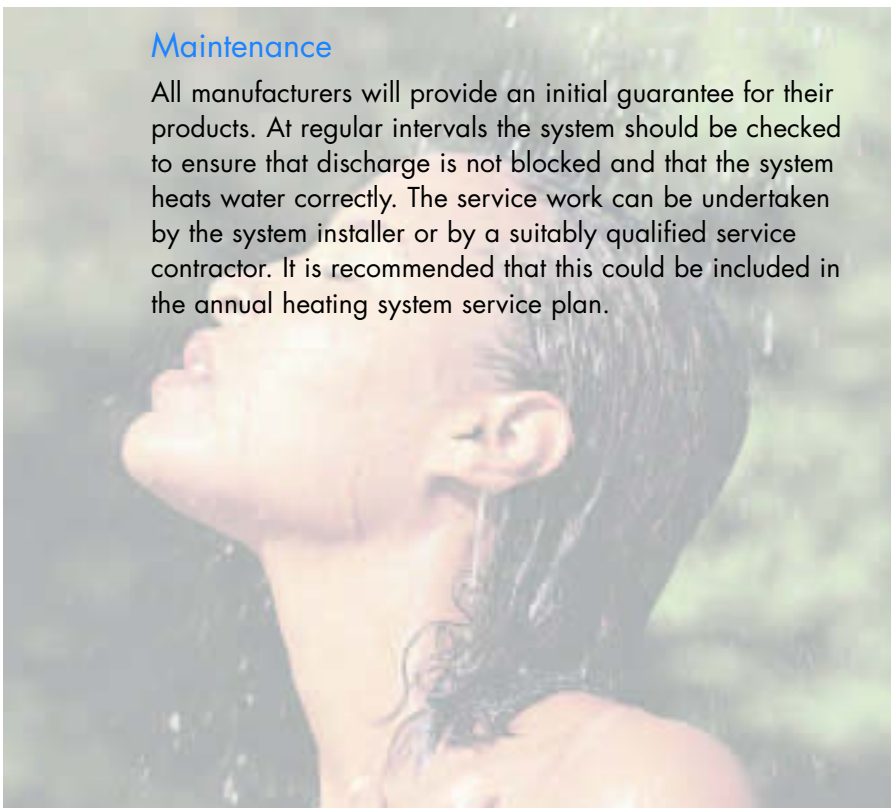 Maintenance
All manufacturers will provide an initial guarantee for their
products. At regular intervals the system should be checked
to ensure that discharge is not blocked and that the system
heats water correctly. The service work can be undertaken
by the system installer or by a suitably qualified service
contractor. It is recommended that this could be included in
the annual heating system service plan.